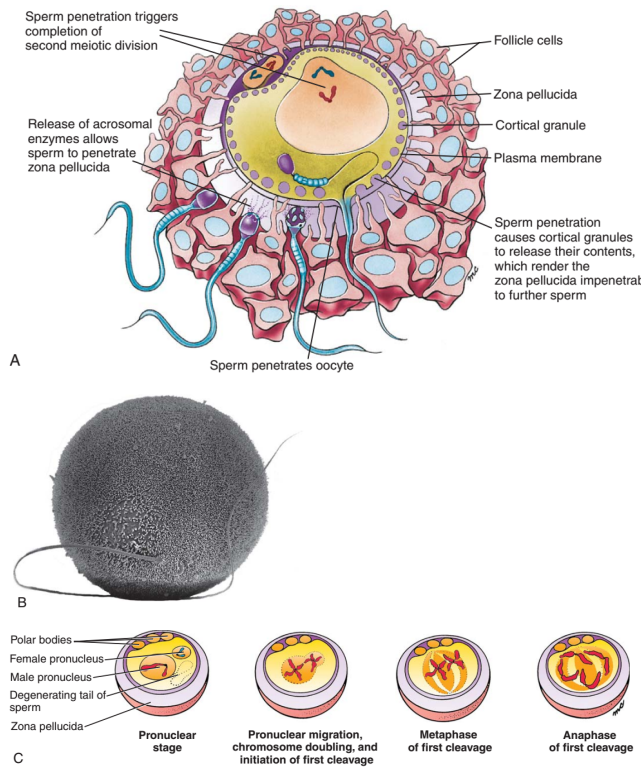 Sperm penetration triggers
completion of
second meiotic division
Follicle cells
Zona pellucida
Cortical granule
Plasma membrane
Release of acrosomal
enzymes allows
sperm to penetrate
zona pellucida
Sperm penetration
causes cortical granules
to release their contents,
which render the
zona pellucida impenetrab
to further sperm
mc
Sperm penetrates oocyte
A
B
Polar bodies
Female pronucleus
Male pronucleus
Degenerating tail of
sperm
Zona pellucida
Pronuclear
stage
Pronuclear migration,
chromosome doubling, and
initiation of first cleavage
Metaphase
of first cleavage
Anaphase
of first cleavage
mc
C